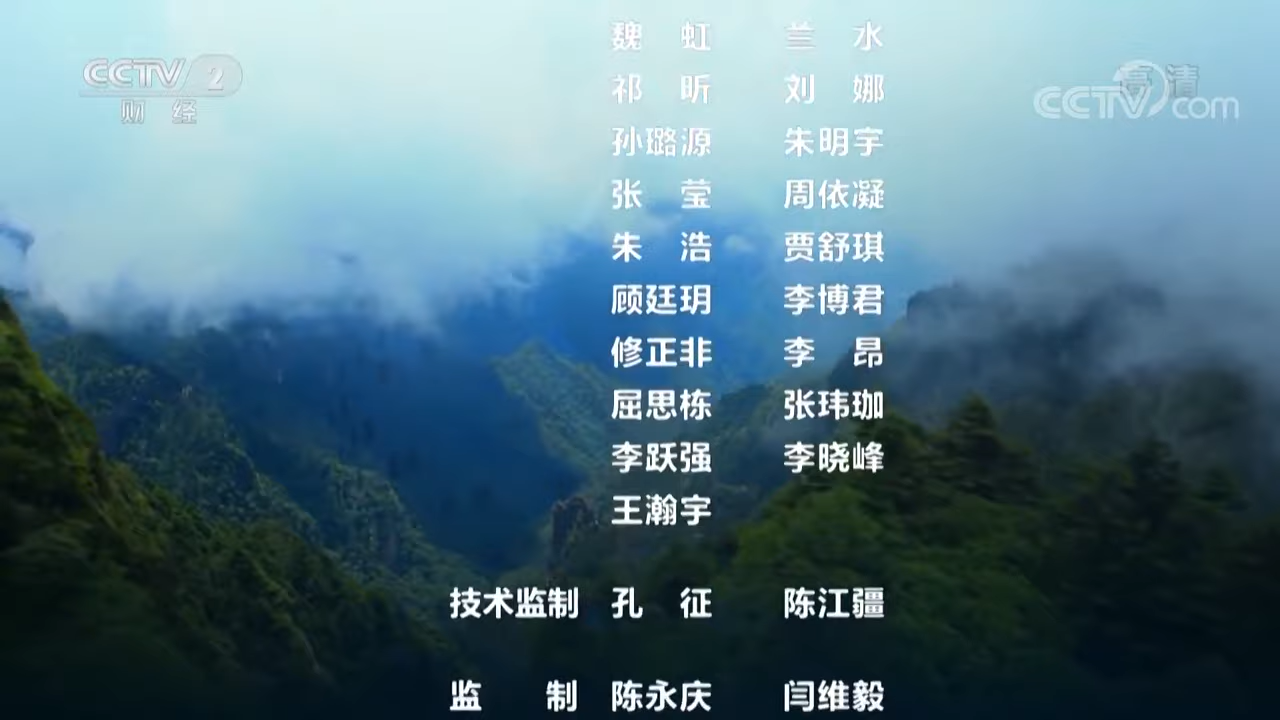 魏 虹 兰 水
CCTV 2
财 经
高清
CCTV.com
祁 昕 刘 娜
孙璐源 朱明宇
张 莹 周依凝
朱 浩 贾舒琪
顾廷玥 李博君
修正非 李 昂
屈思栋 张玮珈
李跃强 李晓峰
王瀚宇
技术监制 孔 征 陈江疆
监 制 陈永庆 闫维毅